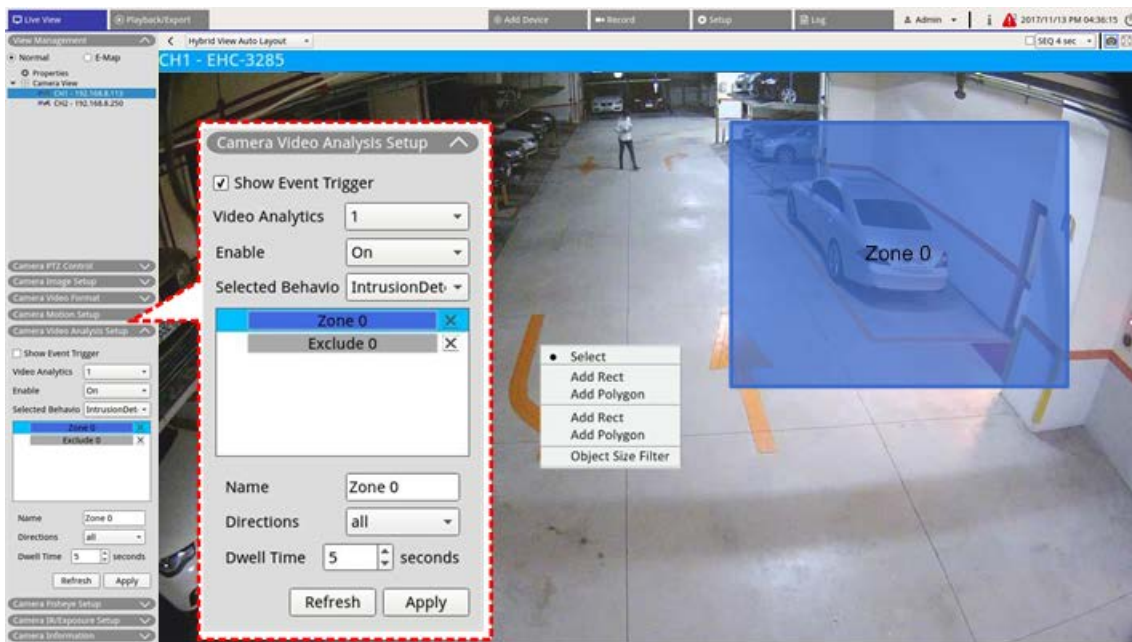 Live View
Playback/Export
Add Device
Record
Setup
Log
Admin
i
2017/11/13 PM 04:36:15
View Management
Hybrid View Auto Layout
SEQ 4 sec
Normal
E-Map
Properties
Camera View
CH1 - 192.168.8.113
CH2 - 192.168.8.250
CH1 - EHC-3285
Camera PTZ Control
Camera Image Setup
Camera Video Format
Camera Motion Setup
Camera Video Analysis Setup
Show Event Trigger
Video Analytics 1
Enable On
Selected Behavio IntrusionDet
Zone 0
Exclude 0
Name Zone 0
Directions all
Dwell Time 5 seconds
Refresh Apply
Camera Fisheye Setup
Camera IR/Exposure Setup
Camera Information
Camera Video Analysis Setup
Show Event Trigger
Video Analytics 1
Enable On
Selected Behavio IntrusionDet
Zone 0
Exclude 0
Name Zone 0
Directions all
Dwell Time 5 seconds
Refresh Apply
Select
Add Rect
Add Polygon
Add Rect
Add Polygon
Object Size Filter
Zone 0